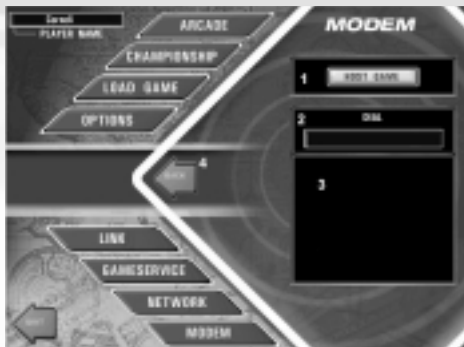 PLAYER NAME
ARCADE
CHAMPIONSHIP
LOAD GAME
OPTIONS
MODEM
1 HOST GAME
2 DIAL
3
BACK 4
LINK
GAMESERVICE
NETWORK
MODEM